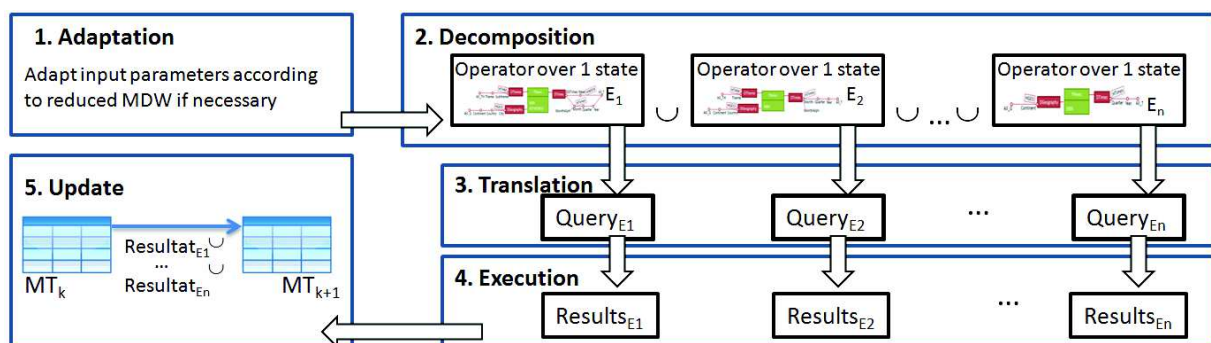 1. Adaptation
Adapt input parameters according
to reduced MDW if necessary
2. Decomposition
Operator over 1 state
E1
∪
Operator over 1 state
E2
∪ ... ∪
Operator over 1 state
En
3. Translation
QueryE1
QueryE2
...
QueryEn
4. Execution
ResultsE1
ResultsE2
...
ResultsEn
5. Update
ResultatE1 ∪
... ∪
ResultatEn
MTk
MTk+1